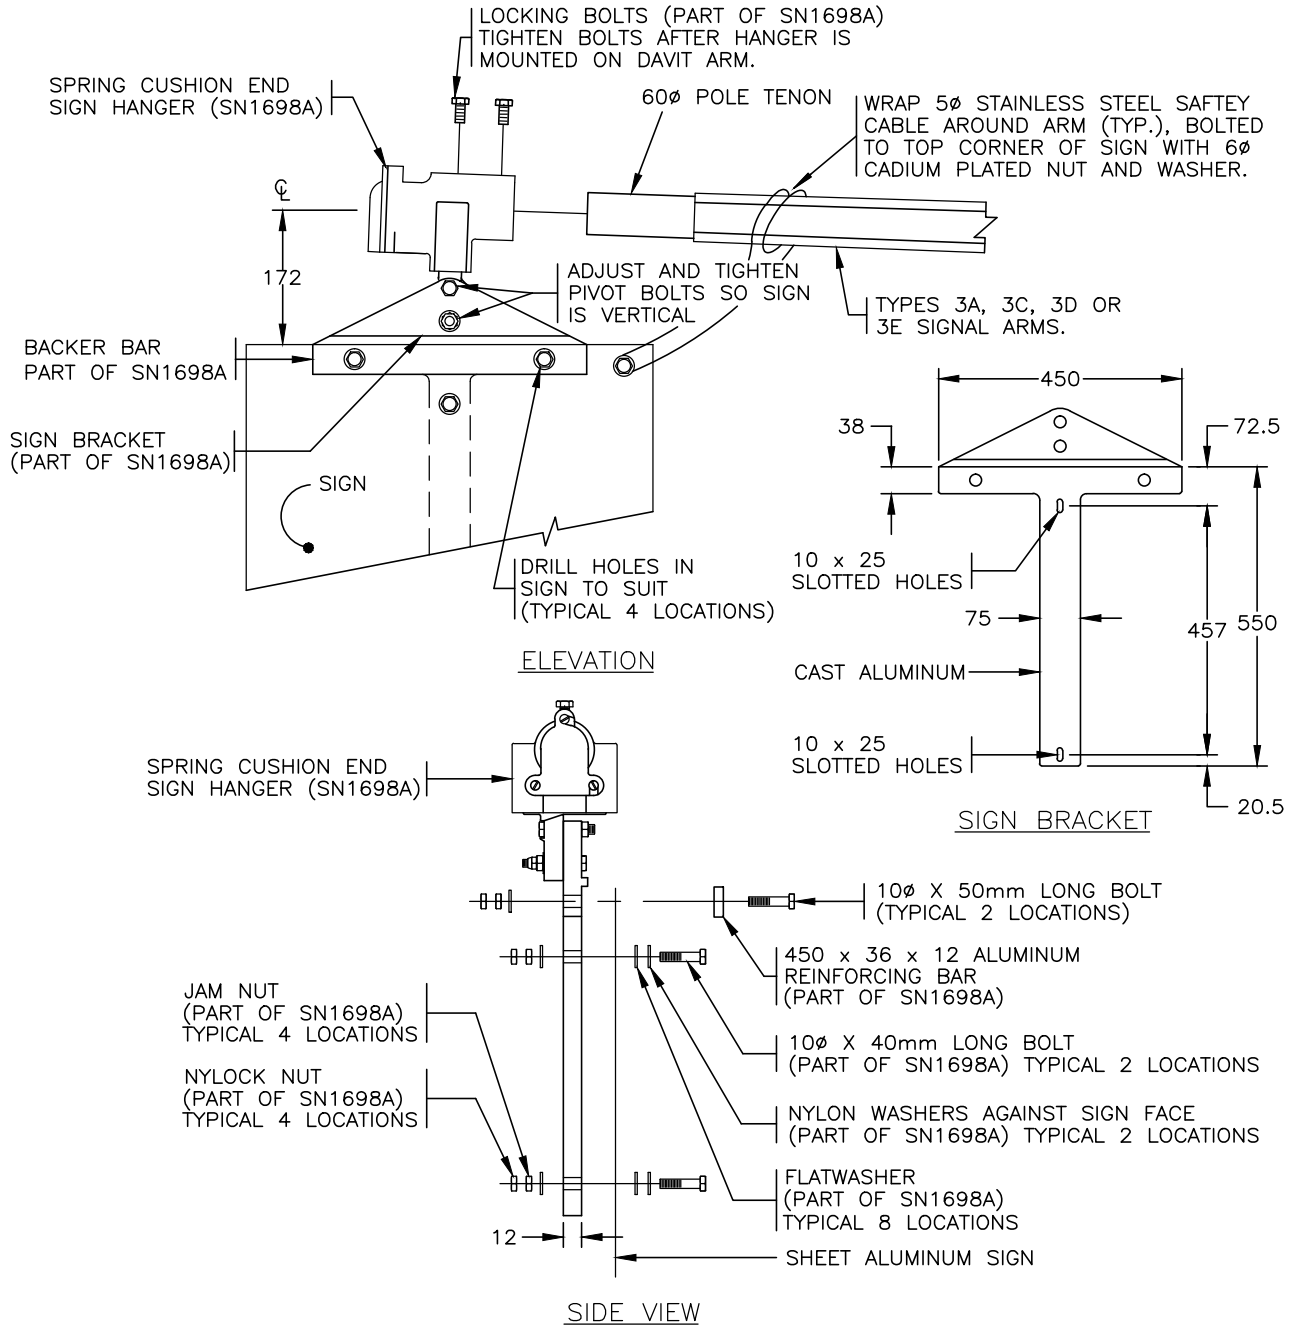 LOCKING BOLTS (PART OF SN1698A)
TIGHTEN BOLTS AFTER HANGER IS
MOUNTED ON DAVIT ARM.
SPRING CUSHION END
SIGN HANGER (SN1698A)
60ø POLE TENON
WRAP 5ø STAINLESS STEEL SAFTEY
CABLE AROUND ARM (TYP.), BOLTED
TO TOP CORNER OF SIGN WITH 6ø
CADIUM PLATED NUT AND WASHER.
℄
172
ADJUST AND TIGHTEN
PIVOT BOLTS SO SIGN
IS VERTICAL
TYPES 3A, 3C, 3D OR
3E SIGNAL ARMS.
BACKER BAR
PART OF SN1698A
SIGN BRACKET
(PART OF SN1698A)
SIGN
DRILL HOLES IN
SIGN TO SUIT
(TYPICAL 4 LOCATIONS)
ELEVATION
450
38
72.5
10 x 25
SLOTTED HOLES
75
457
550
CAST ALUMINUM
10 x 25
SLOTTED HOLES
20.5
SIGN BRACKET
SPRING CUSHION END
SIGN HANGER (SN1698A)
10ø X 50mm LONG BOLT
(TYPICAL 2 LOCATIONS)
450 x 36 x 12 ALUMINUM
REINFORCING BAR
(PART OF SN1698A)
JAM NUT
(PART OF SN1698A)
TYPICAL 4 LOCATIONS
10ø X 40mm LONG BOLT
(PART OF SN1698A) TYPICAL 2 LOCATIONS
NYLOCK NUT
(PART OF SN1698A)
TYPICAL 4 LOCATIONS
NYLON WASHERS AGAINST SIGN FACE
(PART OF SN1698A) TYPICAL 2 LOCATIONS
FLATWASHER
(PART OF SN1698A)
TYPICAL 8 LOCATIONS
12
SHEET ALUMINUM SIGN
SIDE VIEW